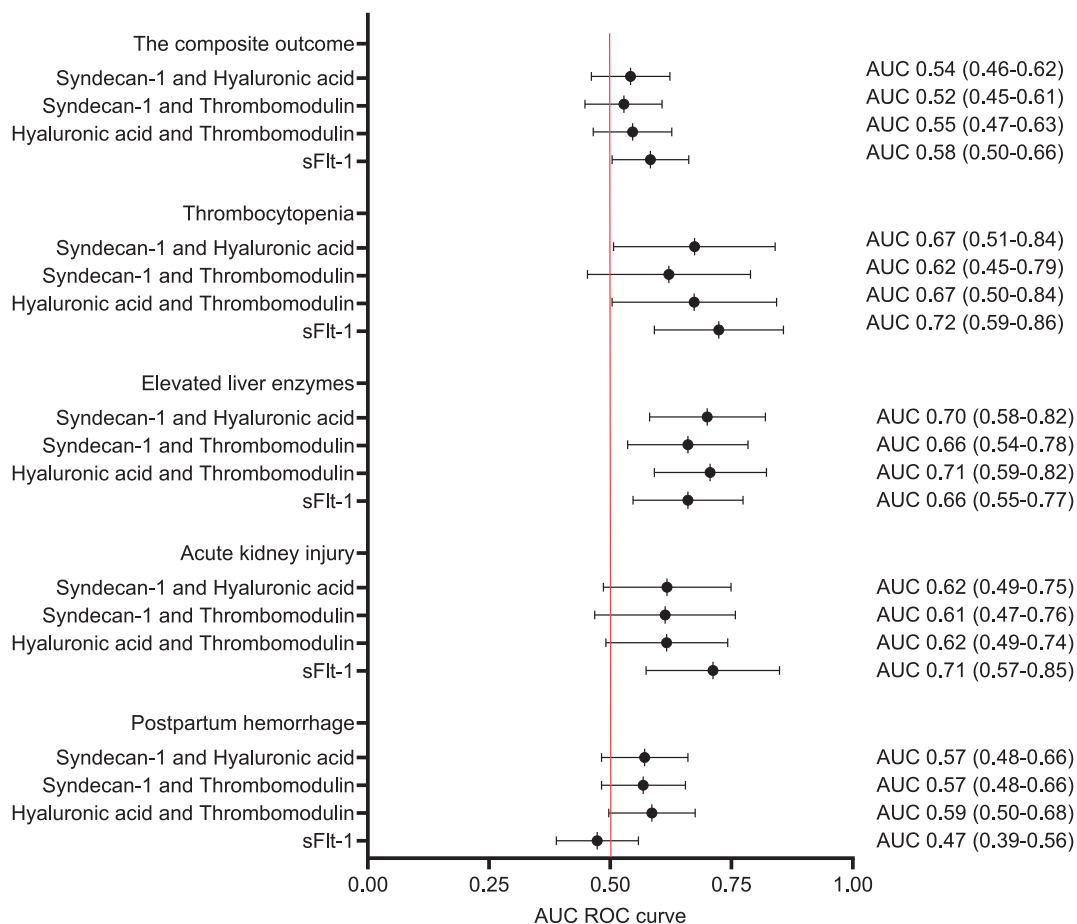 The composite outcome
Syndecan-1 and Hyaluronic acid AUC 0.54 (0.46-0.62)
Syndecan-1 and Thrombomodulin AUC 0.52 (0.45-0.61)
Hyaluronic acid and Thrombomodulin AUC 0.55 (0.47-0.63)
sFlt-1 AUC 0.58 (0.50-0.66)
Thrombocytopenia
Syndecan-1 and Hyaluronic acid AUC 0.67 (0.51-0.84)
Syndecan-1 and Thrombomodulin AUC 0.62 (0.45-0.79)
Hyaluronic acid and Thrombomodulin AUC 0.67 (0.50-0.84)
sFlt-1 AUC 0.72 (0.59-0.86)
Elevated liver enzymes
Syndecan-1 and Hyaluronic acid AUC 0.70 (0.58-0.82)
Syndecan-1 and Thrombomodulin AUC 0.66 (0.54-0.78)
Hyaluronic acid and Thrombomodulin AUC 0.71 (0.59-0.82)
sFlt-1 AUC 0.66 (0.55-0.77)
Acute kidney injury
Syndecan-1 and Hyaluronic acid AUC 0.62 (0.49-0.75)
Syndecan-1 and Thrombomodulin AUC 0.61 (0.47-0.76)
Hyaluronic acid and Thrombomodulin AUC 0.62 (0.49-0.74)
sFlt-1 AUC 0.71 (0.57-0.85)
Postpartum hemorrhage
Syndecan-1 and Hyaluronic acid AUC 0.57 (0.48-0.66)
Syndecan-1 and Thrombomodulin AUC 0.57 (0.48-0.66)
Hyaluronic acid and Thrombomodulin AUC 0.59 (0.50-0.68)
sFlt-1 AUC 0.47 (0.39-0.56)
0.00 0.25 0.50 0.75 1.00
AUC ROC curve